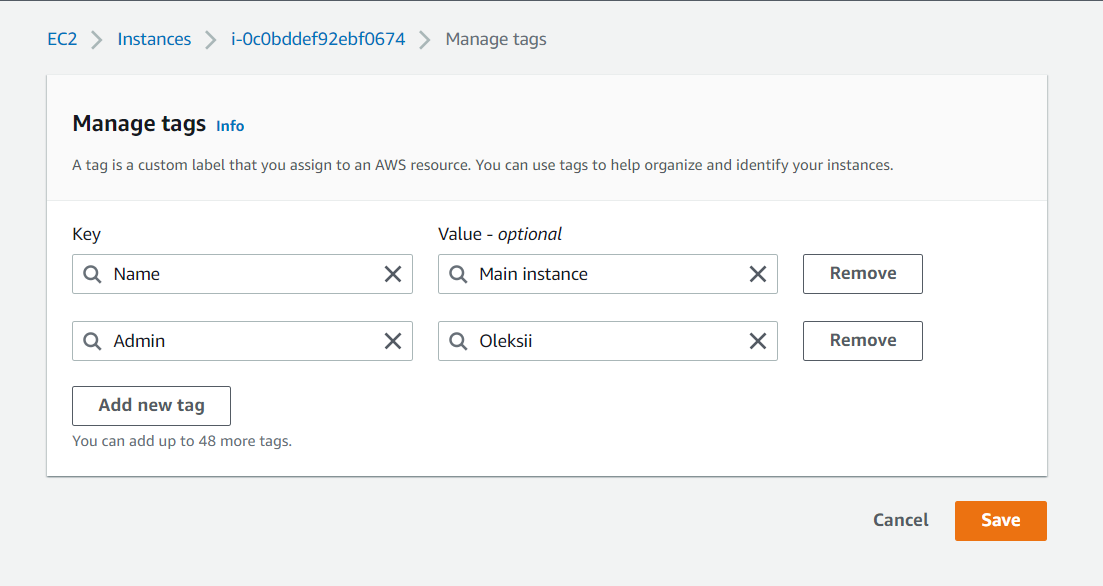 EC2 > Instances > i-0c0bddef92ebf0674 > Manage tags
Manage tags Info
A tag is a custom label that you assign to an AWS resource. You can use tags to help organize and identify your instances.
Key Value - optional
Name Main instance Remove
Admin Oleksii Remove
Add new tag
You can add up to 48 more tags.
Cancel Save